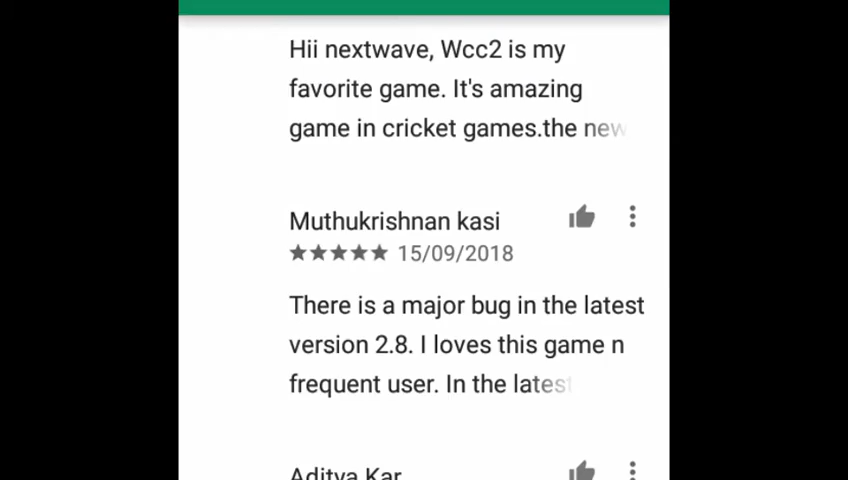 Hii nextwave, Wcc2 is my
favorite game. It's amazing
game in cricket games.the new
Muthukrishnan kasi
★★★★★ 15/09/2018
There is a major bug in the latest
version 2.8. I loves this game n
frequent user. In the latest
Aditya Kar